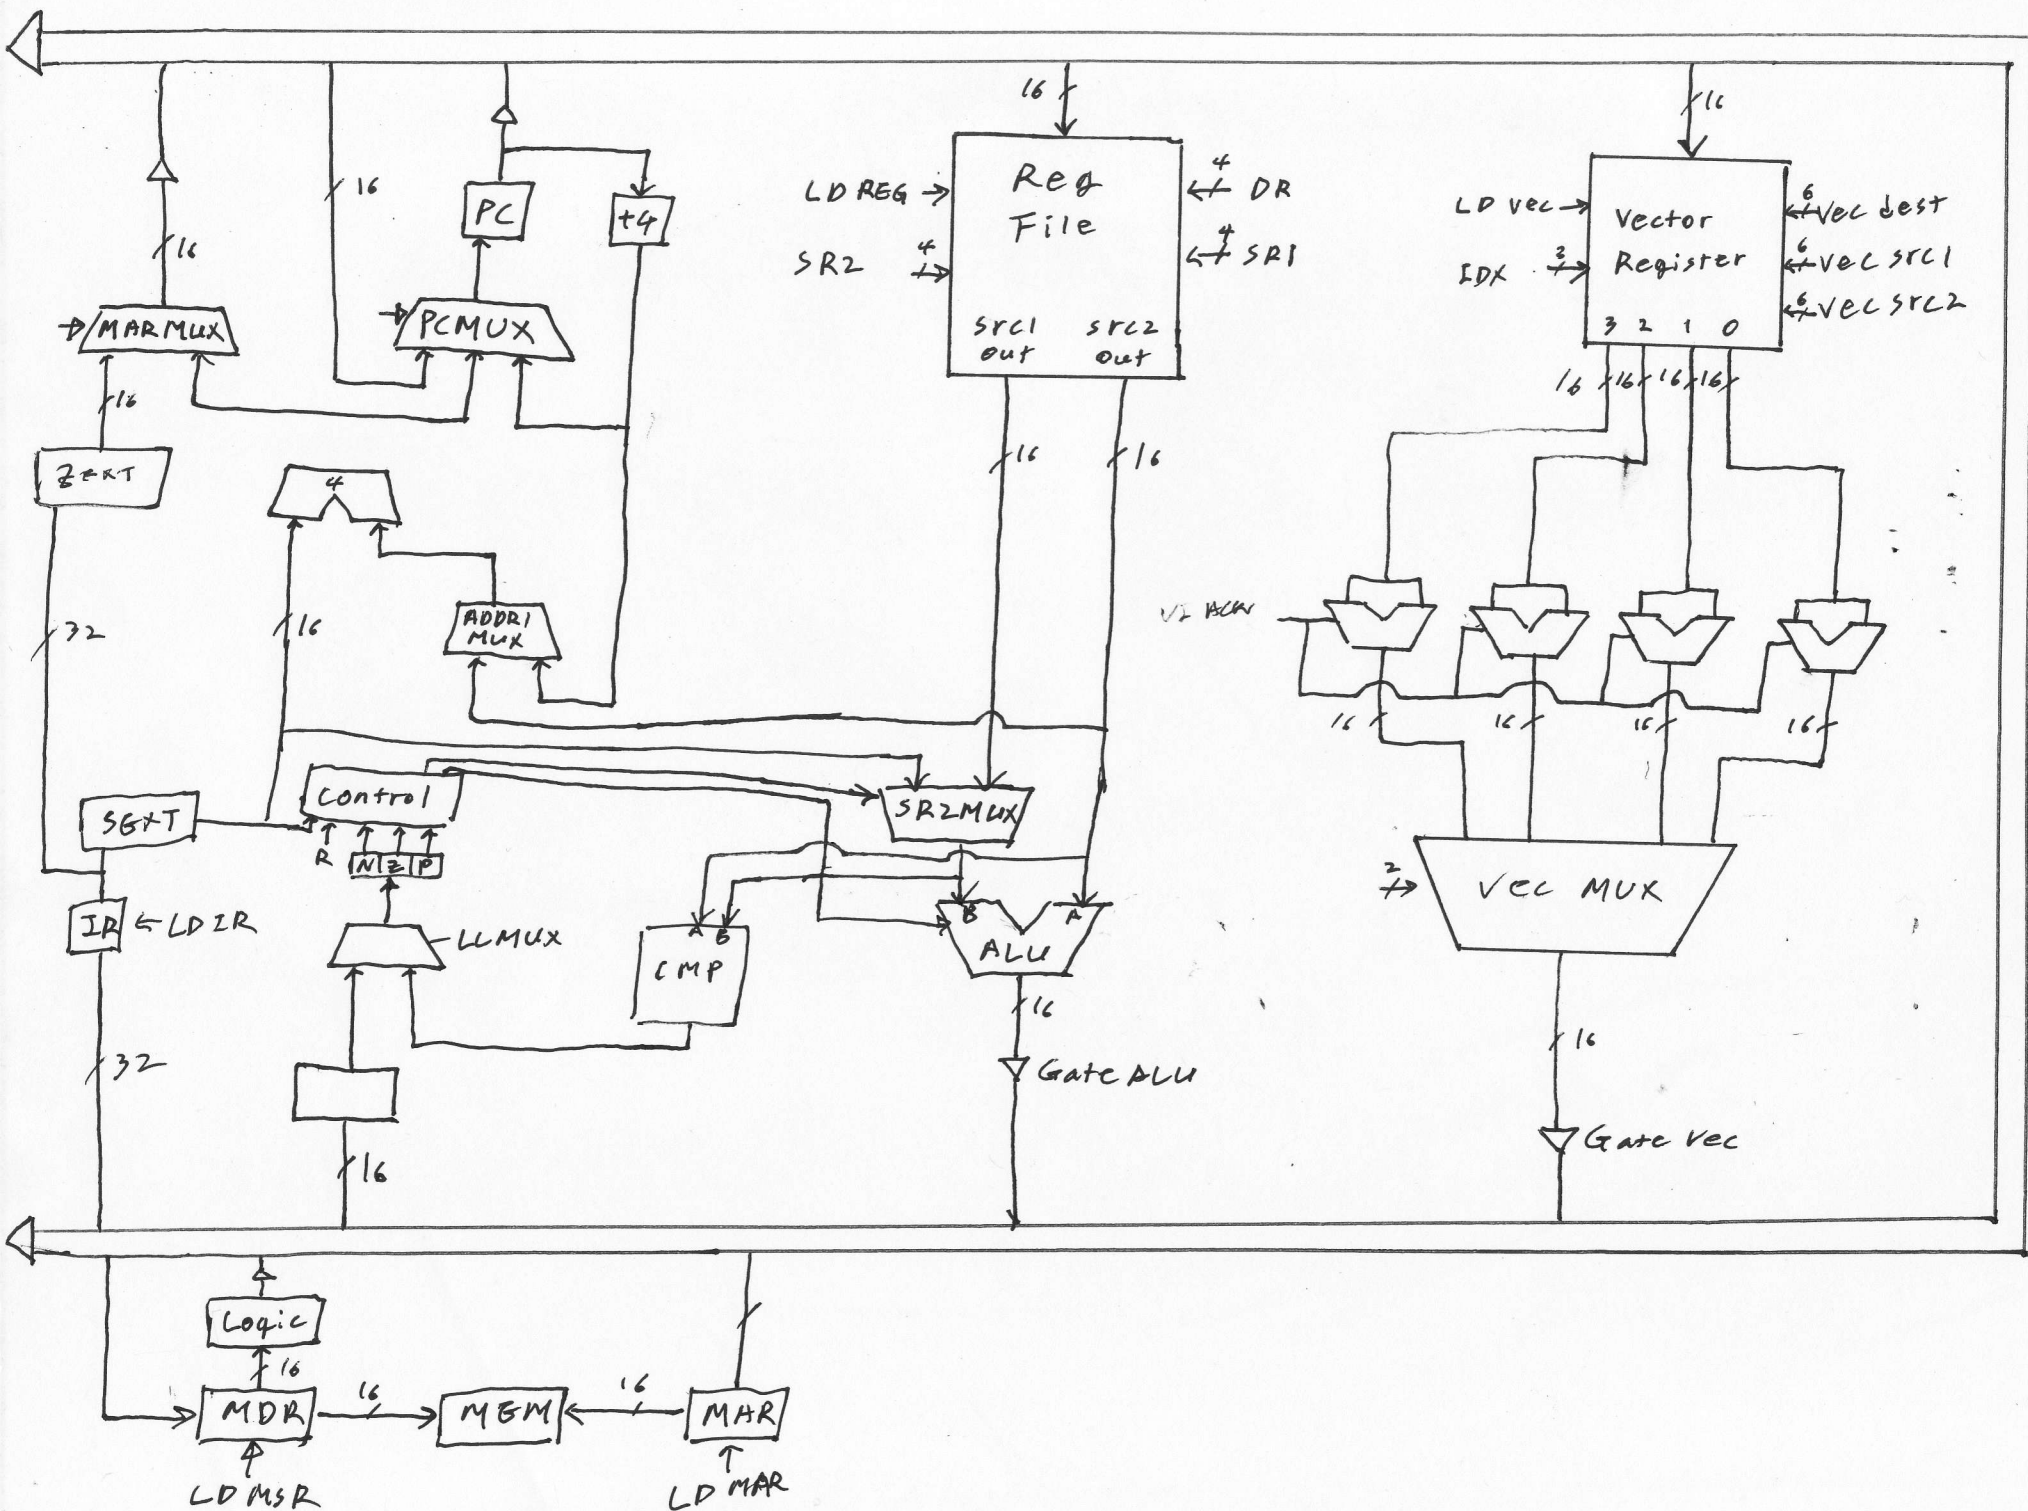 16
16
Reg
File
LD REG
4
DR
SR2
4
4
SR1
src1
out
src2
out
LD vec
Vector
Register
6
vec dest
IDX
3
6
vec src1
6
vec src2
3 2 1 0
16
PC
+4
16
MARMUX
PCMUX
16
ZEXT
16
16
16 16 16 16
4
32
16
ADDR1
MUX
16 16 16 16
SEXT
Control
SR2MUX
R
N Z P
2
Vec MUX
IR
LD IR
A B
CMP
B
A
ALU
16
16
32
Gate ALU
Gate Vec
16
Logic
16
MDR
16
MEM
16
MAR
LD MSR
LD MAR